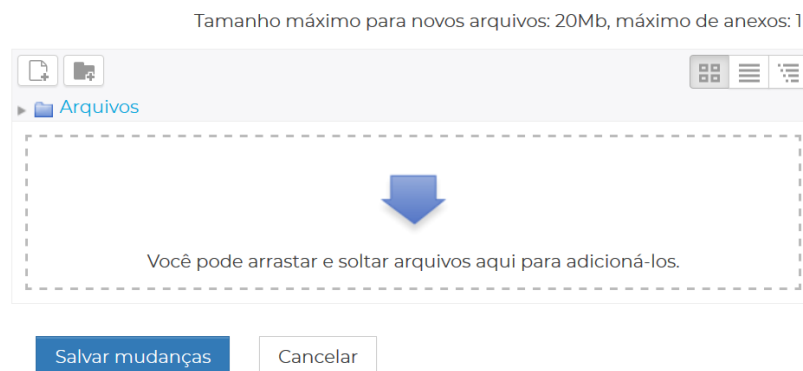 Tamanho máximo para novos arquivos: 20Mb, máximo de anexos: 1
Arquivos
Você pode arrastar e soltar arquivos aqui para adicioná-los.
Salvar mudanças
Cancelar